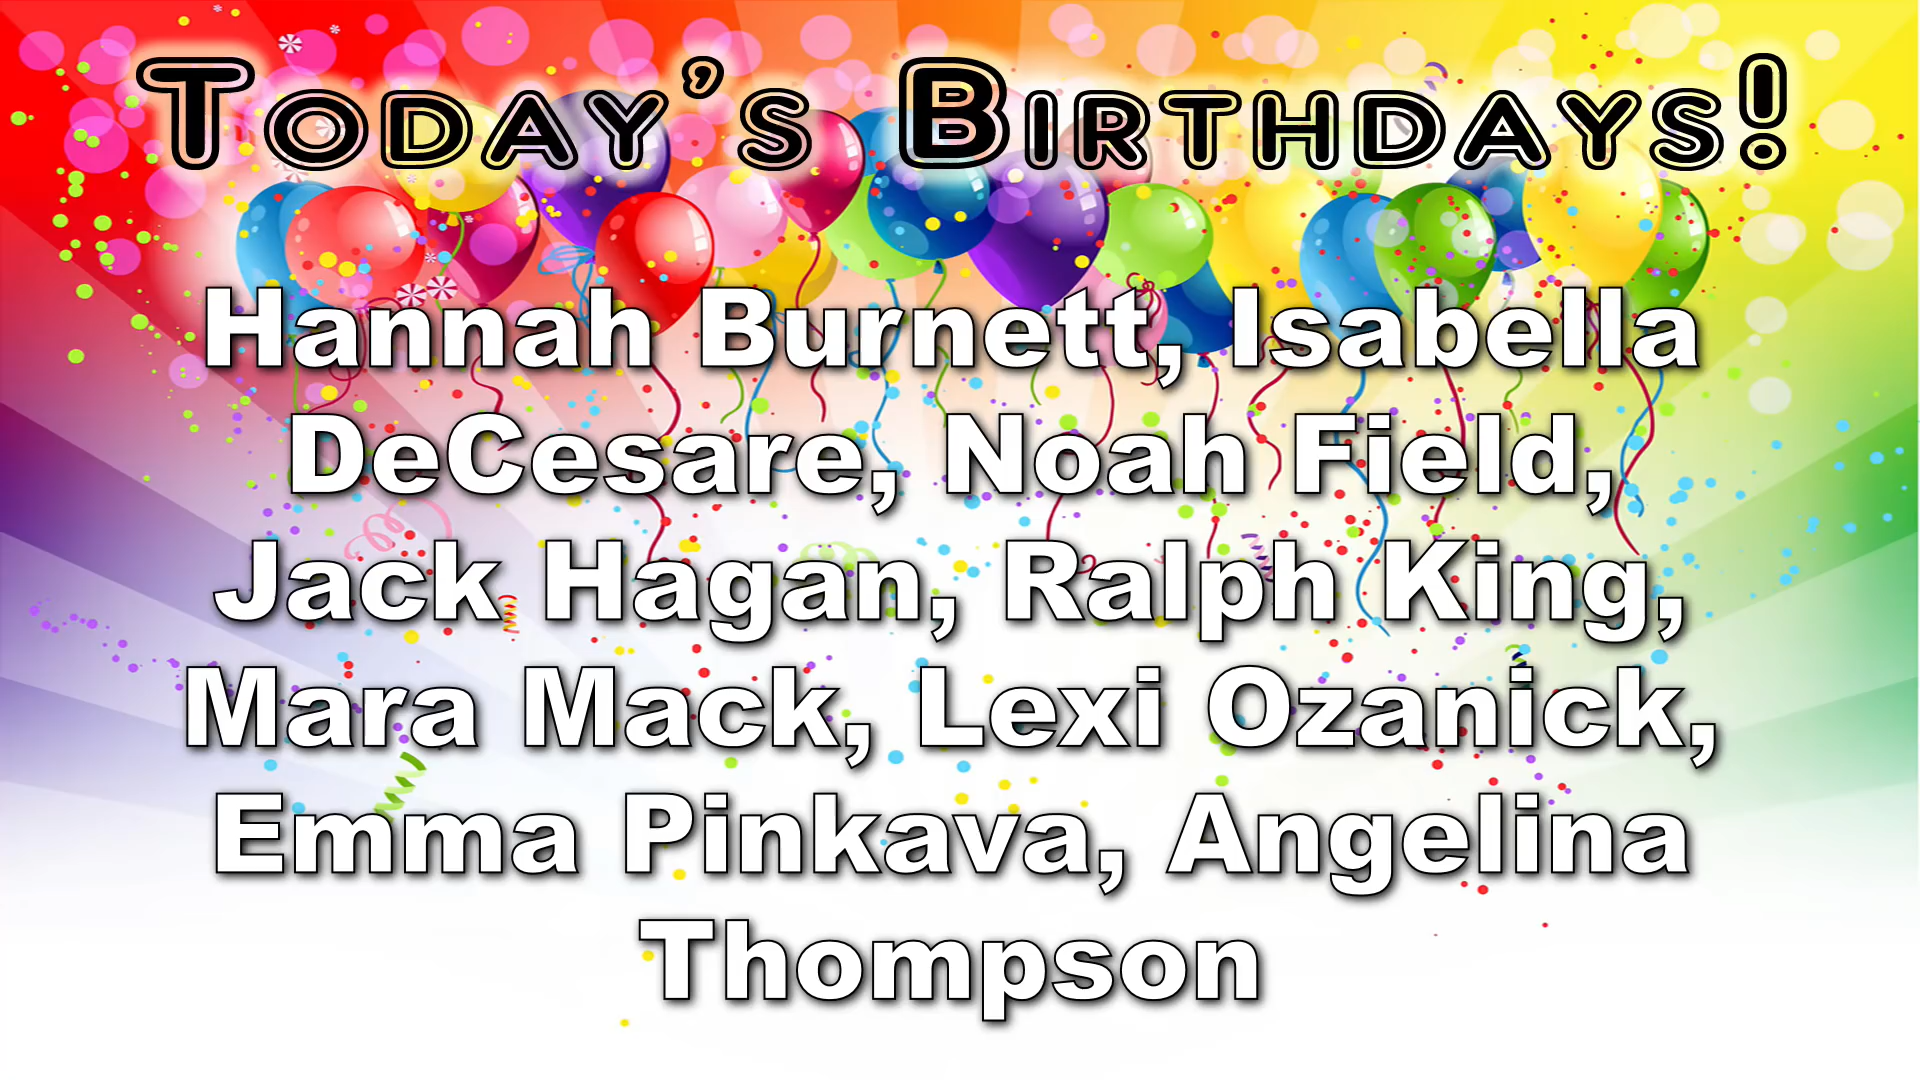 Today's Birthdays!
Hannah Burnett, Isabella
DeCesare, Noah Field,
Jack Hagan, Ralph King,
Mara Mack, Lexi Ozanick,
Emma Pinkava, Angelina
Thompson